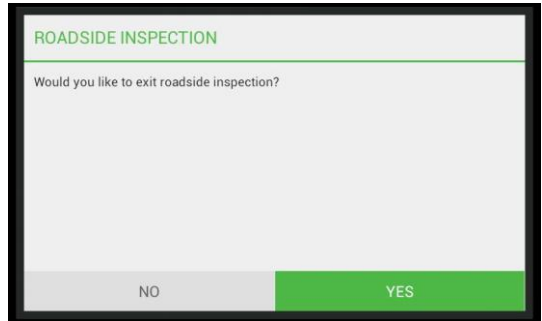 ROADSIDE INSPECTION
Would you like to exit roadside inspection?
NO
YES